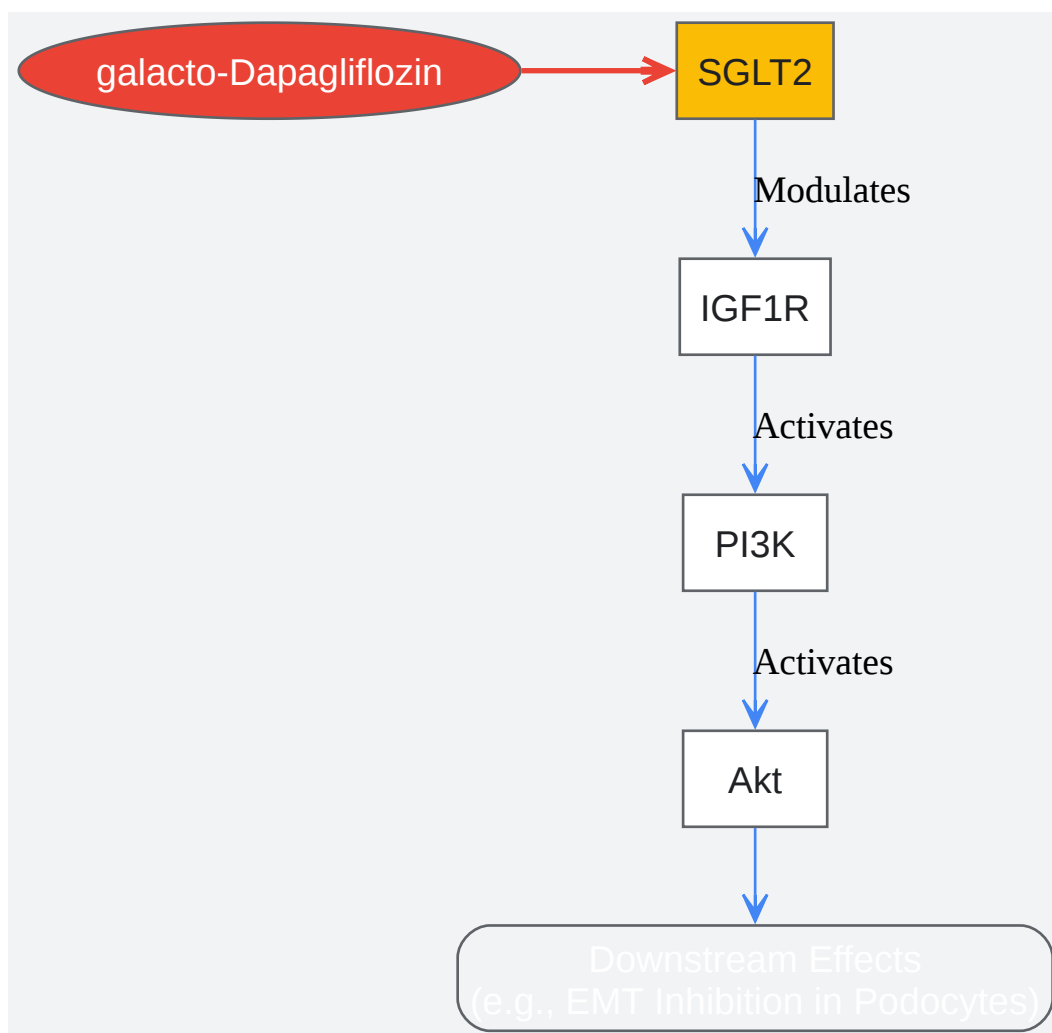 galacto-Dapagliflozin
SGLT2
Modulates
IGF1R
Activates
PI3K
Activates
Akt
Downstream Effects
(e.g., EMT Inhibition in Podocytes)